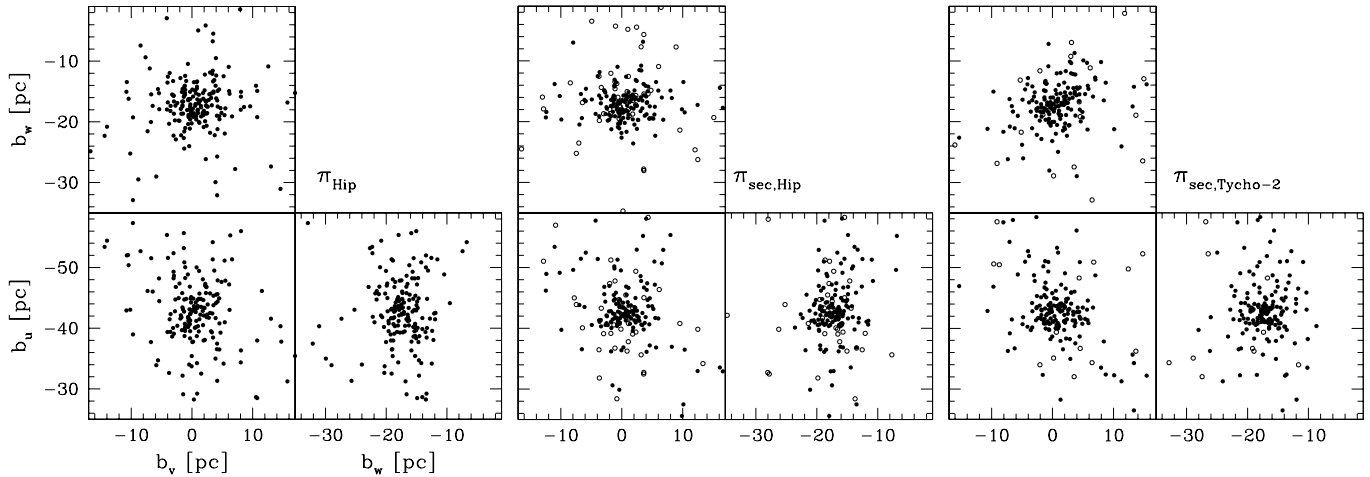 b_w [pc]
−10
−20
−30
π_Hip
π_sec,Hip
π_sec,Tycho−2
b_u [pc]
−50
−40
−30
−10 0 10 −30 −20 −10 −10 0 10 −30 −20 −10 −10 0 10 −30 −20 −10
b_v [pc] b_w [pc]